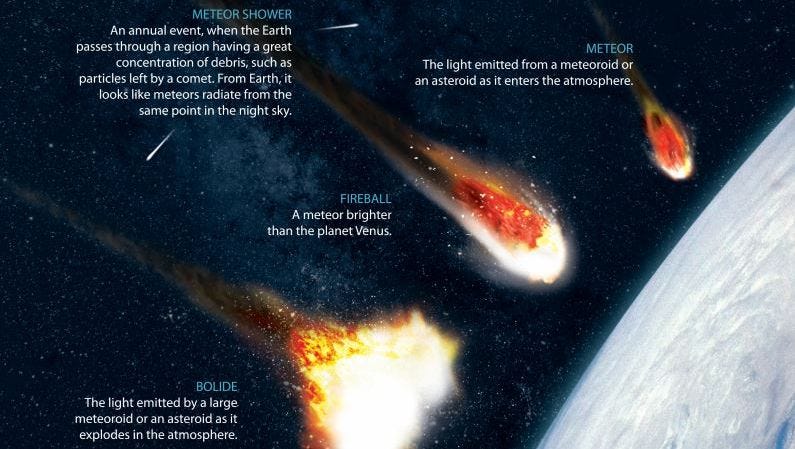 METEOR SHOWER
An annual event, when the Earth
passes through a region having a great
concentration of debris, such as
particles left by a comet. From Earth, it
looks like meteors radiate from the
same point in the night sky.
METEOR
The light emitted from a meteoroid or
an asteroid as it enters the atmosphere.
FIREBALL
A meteor brighter
than the planet Venus.
BOLIDE
The light emitted by a large
meteoroid or an asteroid as it
explodes in the atmosphere.